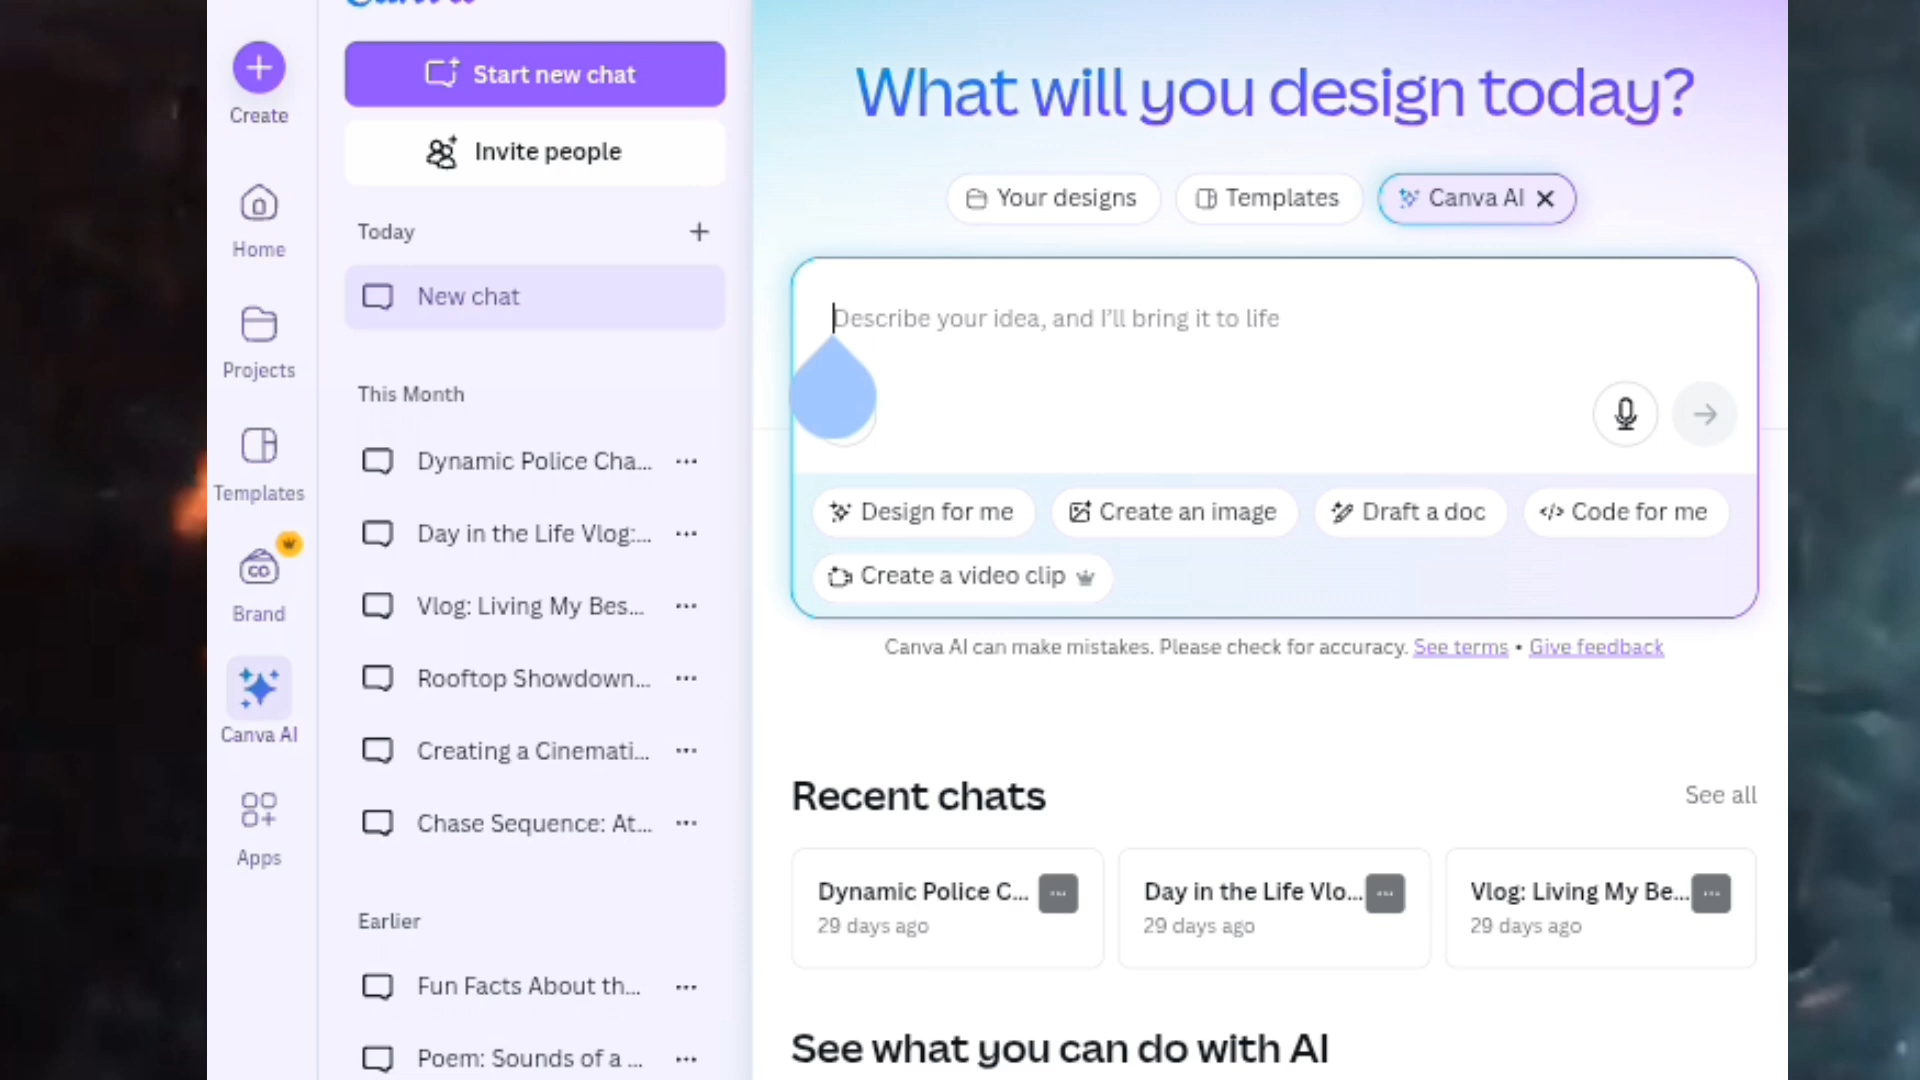 Create
Home
Projects
Templates
CO
Brand
Canva AI
Apps
Start new chat
Invite people
Today
New chat
This Month
Dynamic Police Cha...
Day in the Life Vlog:...
Vlog: Living My Bes...
Rooftop Showdown...
Creating a Cinemati...
Chase Sequence: At...
Earlier
Fun Facts About th...
Poem: Sounds of a ...
What will you design today?
Your designs
Templates
Canva AI
Describe your idea, and I'll bring it to life
Design for me
Create an image
Draft a doc
Code for me
Create a video clip
Canva AI can make mistakes. Please check for accuracy. See terms • Give feedback
Recent chats
See all
Dynamic Police C...
29 days ago
Day in the Life Vlo...
29 days ago
Vlog: Living My Be...
29 days ago
See what you can do with AI